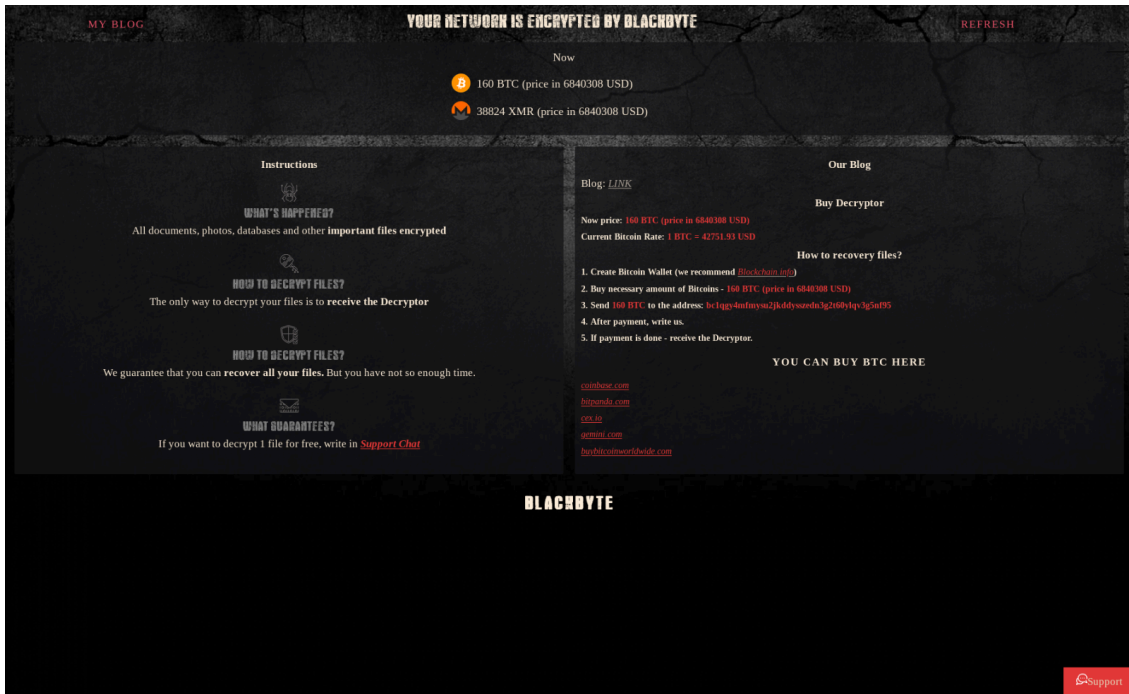 MY BLOG
YOUR NETWORK IS ENCRYPTED BY BLACKBYTE
REFRESH
Now
160 BTC (price in 6840308 USD)
38824 XMR (price in 6840308 USD)
Instructions
WHAT'S HAPPENED?
All documents, photos, databases and other important files encrypted
HOW TO DECRYPT FILES?
The only way to decrypt your files is to receive the Decryptor
HOW TO DECRYPT FILES?
We guarantee that you can recover all your files. But you have not so enough time.
WHAT GUARANTEES?
If you want to decrypt 1 file for free, write in Support Chat
Our Blog
Blog: LINK
Buy Decryptor
Now price: 160 BTC (price in 6840308 USD)
Current Bitcoin Rate: 1 BTC = 42751.93 USD
How to recovery files?
1. Create Bitcoin Wallet (we recommend Blockchain.info)
2. Buy necessary amount of Bitcoins - 160 BTC (price in 6840308 USD)
3. Send 160 BTC to the address:
4. After payment, write us.
5. If payment is done - receive the Decryptor.
YOU CAN BUY BTC HERE
coinbase.com
bitpanda.com
cex.io
gemini.com
buybitcoinworldwide.com
BLACKBYTE
Support